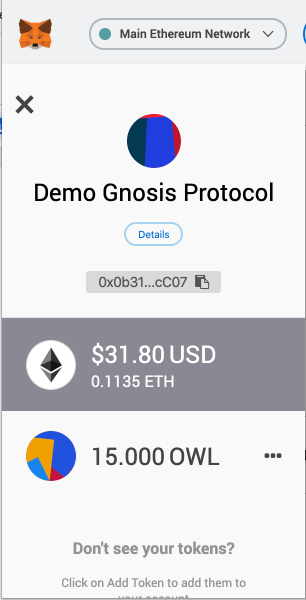 Main Ethereum Network
Demo Gnosis Protocol
Details
0x0b31...cC07
$31.80 USD
0.1135 ETH
15.000 OWL
Don't see your tokens?
Click on Add Token to add them to
your account